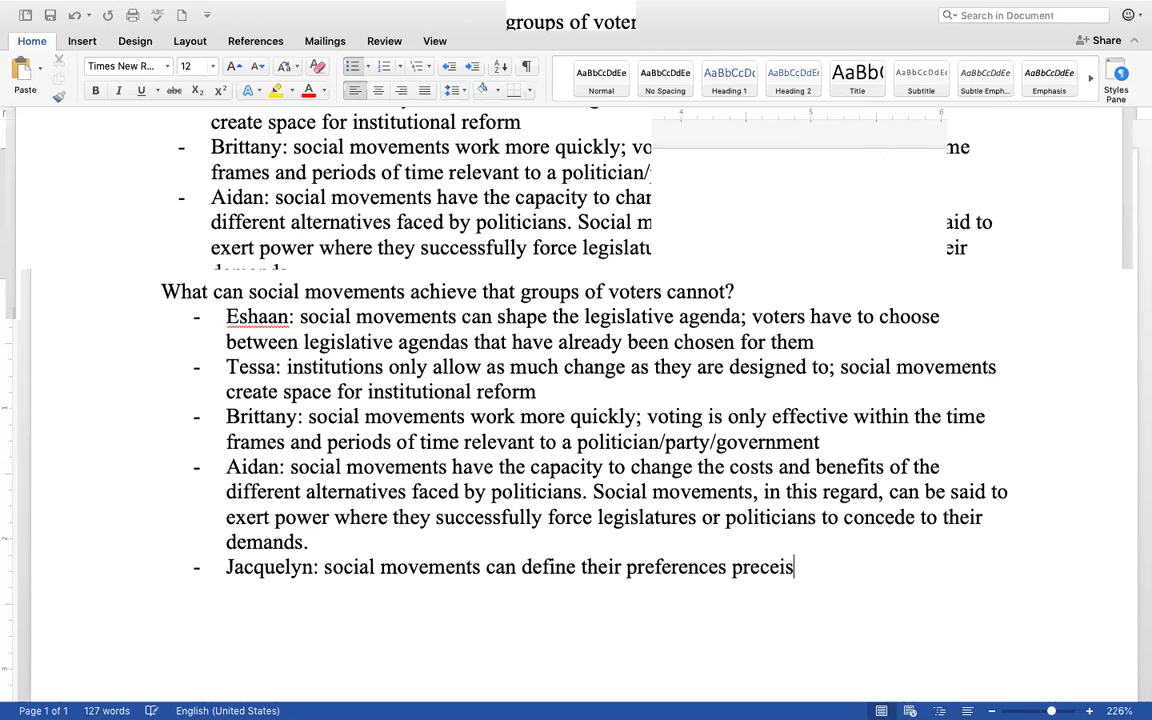 groups of voter
Search in Document
Home Insert Design Layout References Mailings Review View Share
Paste Times New R... 12 AaBbCcDdEe AaBbCcDdEe AaBbCcDc AaBbCcDdEe AaBb( AaBbCcDdEe AaBbCcDdEe AaBbCcDdEe
Normal No Spacing Heading 1 Heading 2 Title Subtitle Subtle Emph... Emphasis Styles Pane
4 5 6
create space for institutional reform
- Brittany: social movements work more quickly; vo me
frames and periods of time relevant to a politician/
- Aidan: social movements have the capacity to char
different alternatives faced by politicians. Social m aid to
exert power where they successfully force legislatu eir
What can social movements achieve that groups of voters cannot?
- Eshaan: social movements can shape the legislative agenda; voters have to choose
between legislative agendas that have already been chosen for them
- Tessa: institutions only allow as much change as they are designed to; social movements
create space for institutional reform
- Brittany: social movements work more quickly; voting is only effective within the time
frames and periods of time relevant to a politician/party/government
- Aidan: social movements have the capacity to change the costs and benefits of the
different alternatives faced by politicians. Social movements, in this regard, can be said to
exert power where they successfully force legislatures or politicians to concede to their
demands.
- Jacquelyn: social movements can define their preferences preceis
Page 1 of 1 127 words English (United States) 226%